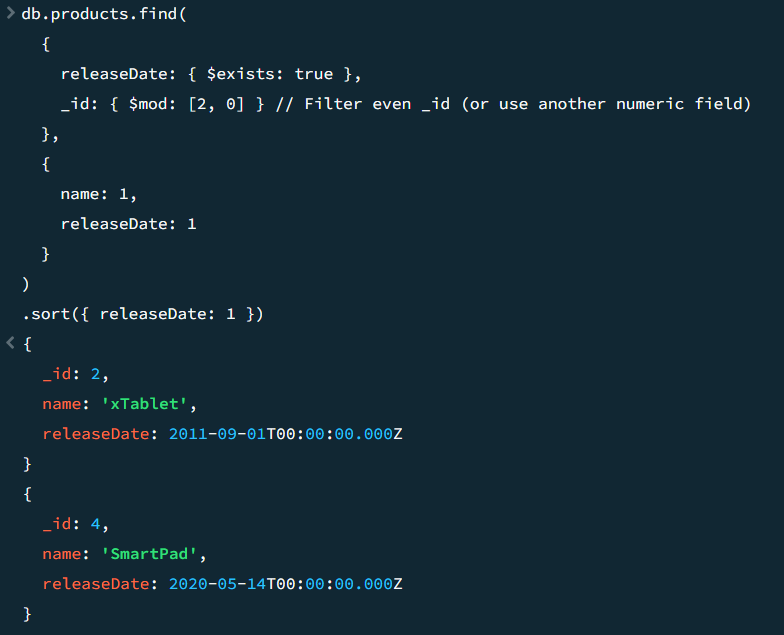 db.products.find(
{
releaseDate: { $exists: true },
_id: { $mod: [2, 0] } // Filter even _id (or use another numeric field)
},
{
name: 1,
releaseDate: 1
}
)
.sort({ releaseDate: 1 })
{
_id: 2,
name: 'xTablet',
releaseDate: 2011-09-01T00:00:00.000Z
}
{
_id: 4,
name: 'SmartPad',
releaseDate: 2020-05-14T00:00:00.000Z
}